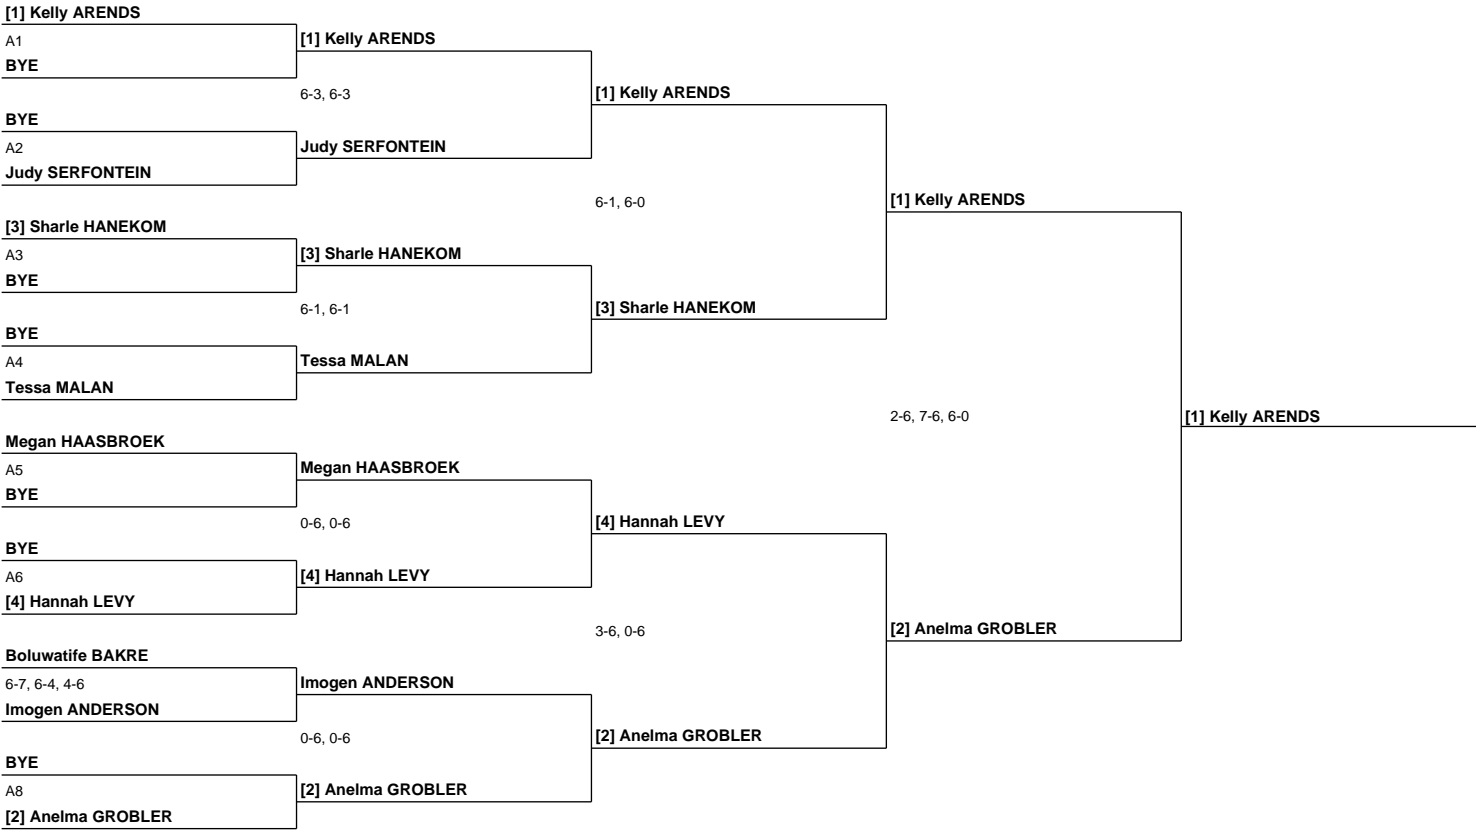 [1] Kelly ARENDS
A1
BYE
BYE
A2
Judy SERFONTEIN
[3] Sharle HANEKOM
A3
BYE
BYE
A4
Tessa MALAN
Megan HAASBROEK
A5
BYE
BYE
A6
[4] Hannah LEVY
Boluwatife BAKRE
6-7, 6-4, 4-6
Imogen ANDERSON
BYE
A8
[2] Anelma GROBLER
[1] Kelly ARENDS
6-3, 6-3
Judy SERFONTEIN
[3] Sharle HANEKOM
6-1, 6-1
Tessa MALAN
Megan HAASBROEK
0-6, 0-6
[4] Hannah LEVY
Imogen ANDERSON
0-6, 0-6
[2] Anelma GROBLER
[1] Kelly ARENDS
6-1, 6-0
[3] Sharle HANEKOM
[4] Hannah LEVY
3-6, 0-6
[2] Anelma GROBLER
[1] Kelly ARENDS
2-6, 7-6, 6-0
[2] Anelma GROBLER
[1] Kelly ARENDS